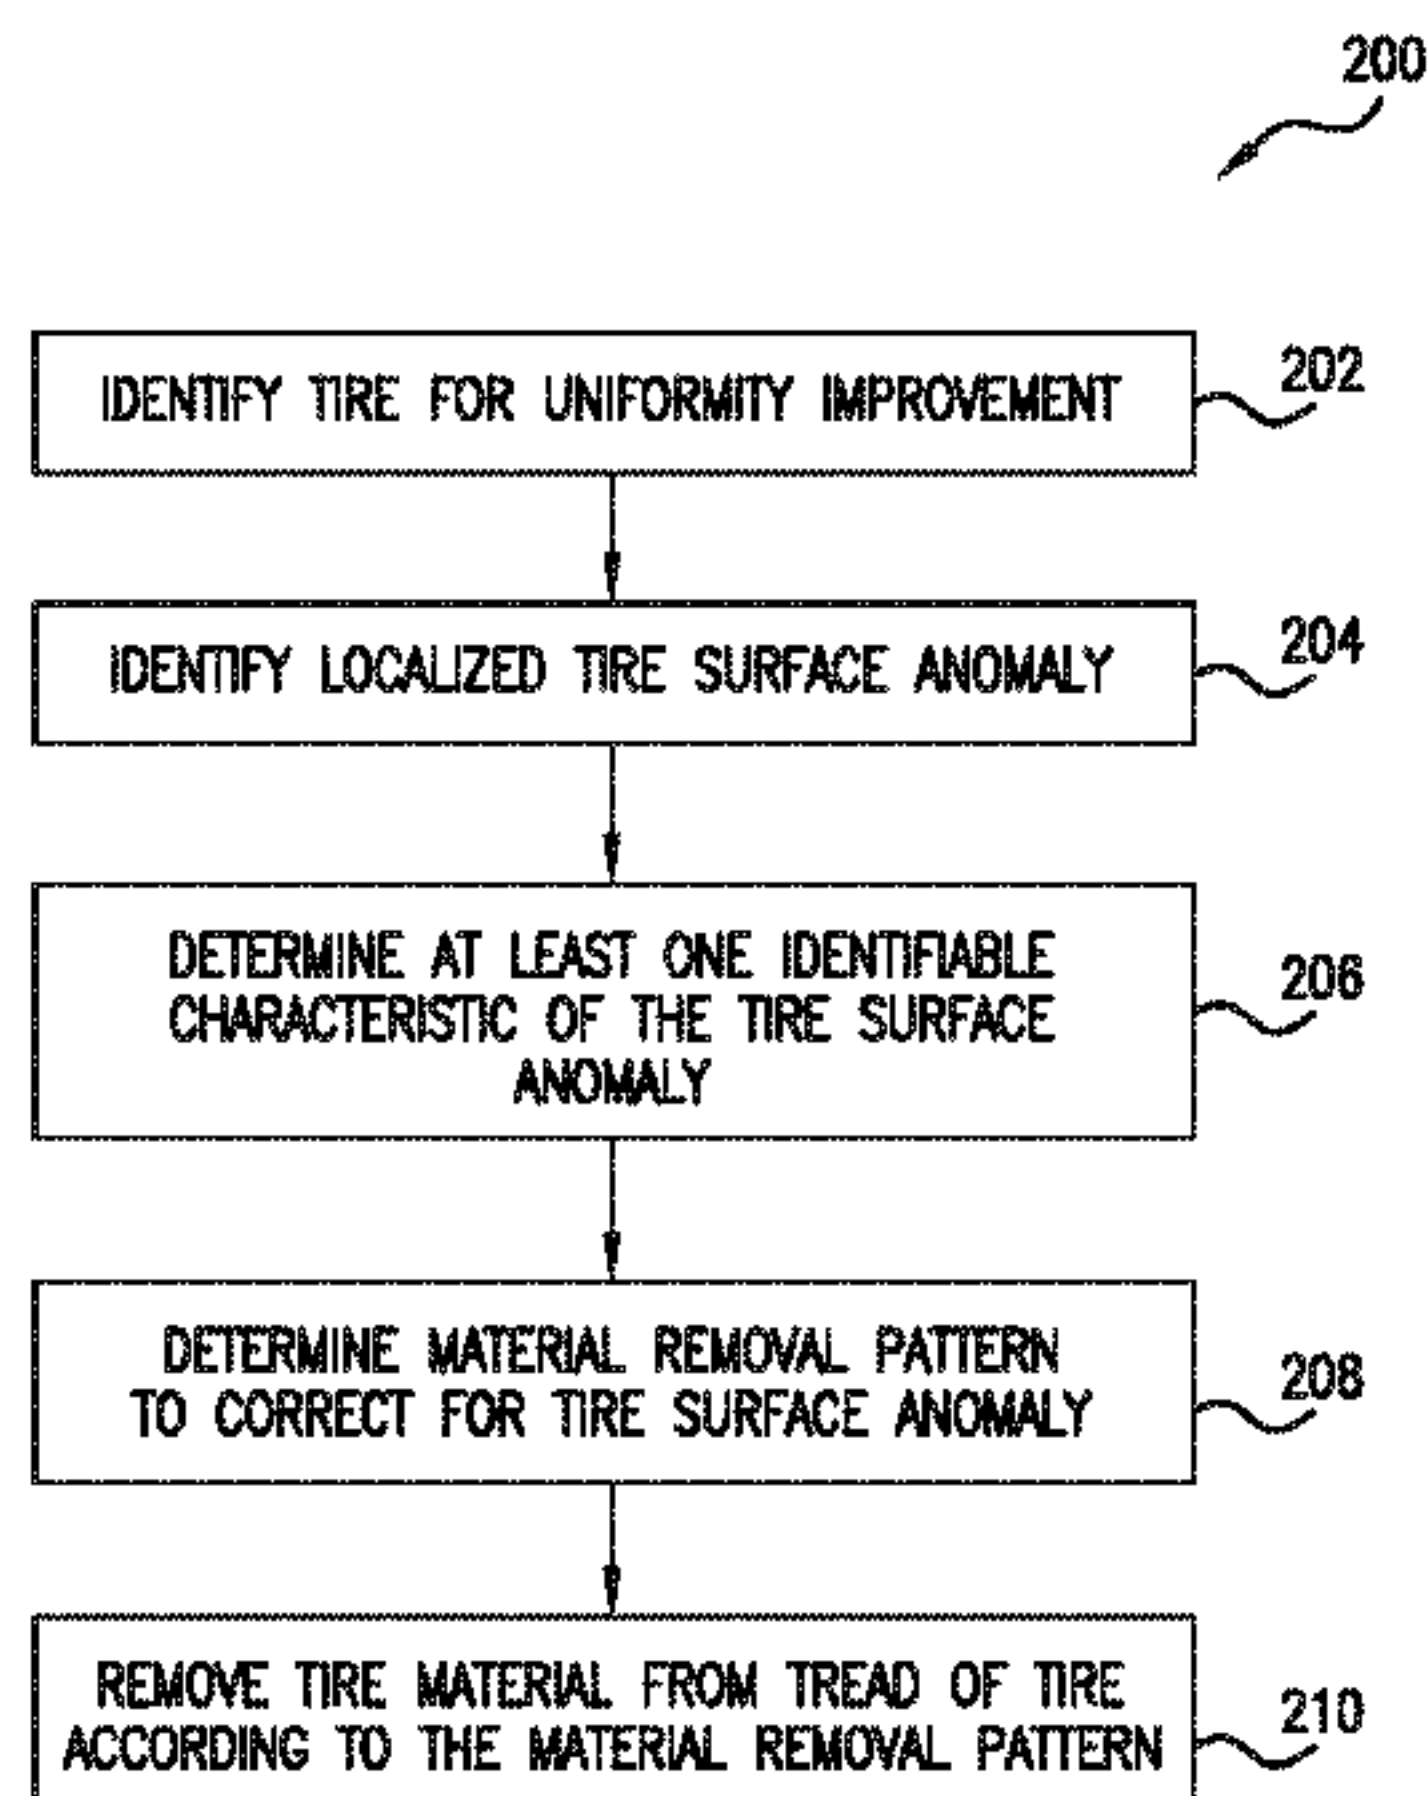 200
IDENTIFY TIRE FOR UNIFORMITY IMPROVEMENT
202
IDENTIFY LOCALIZED TIRE SURFACE ANOMALY
204
DETERMINE AT LEAST ONE IDENTIFIABLE
CHARACTERISTIC OF THE TIRE SURFACE
ANOMALY
206
DETERMINE MATERIAL REMOVAL PATTERN
TO CORRECT FOR TIRE SURFACE ANOMALY
208
REMOVE TIRE MATERIAL FROM TREAD OF TIRE
ACCORDING TO THE MATERIAL REMOVAL PATTERN
210